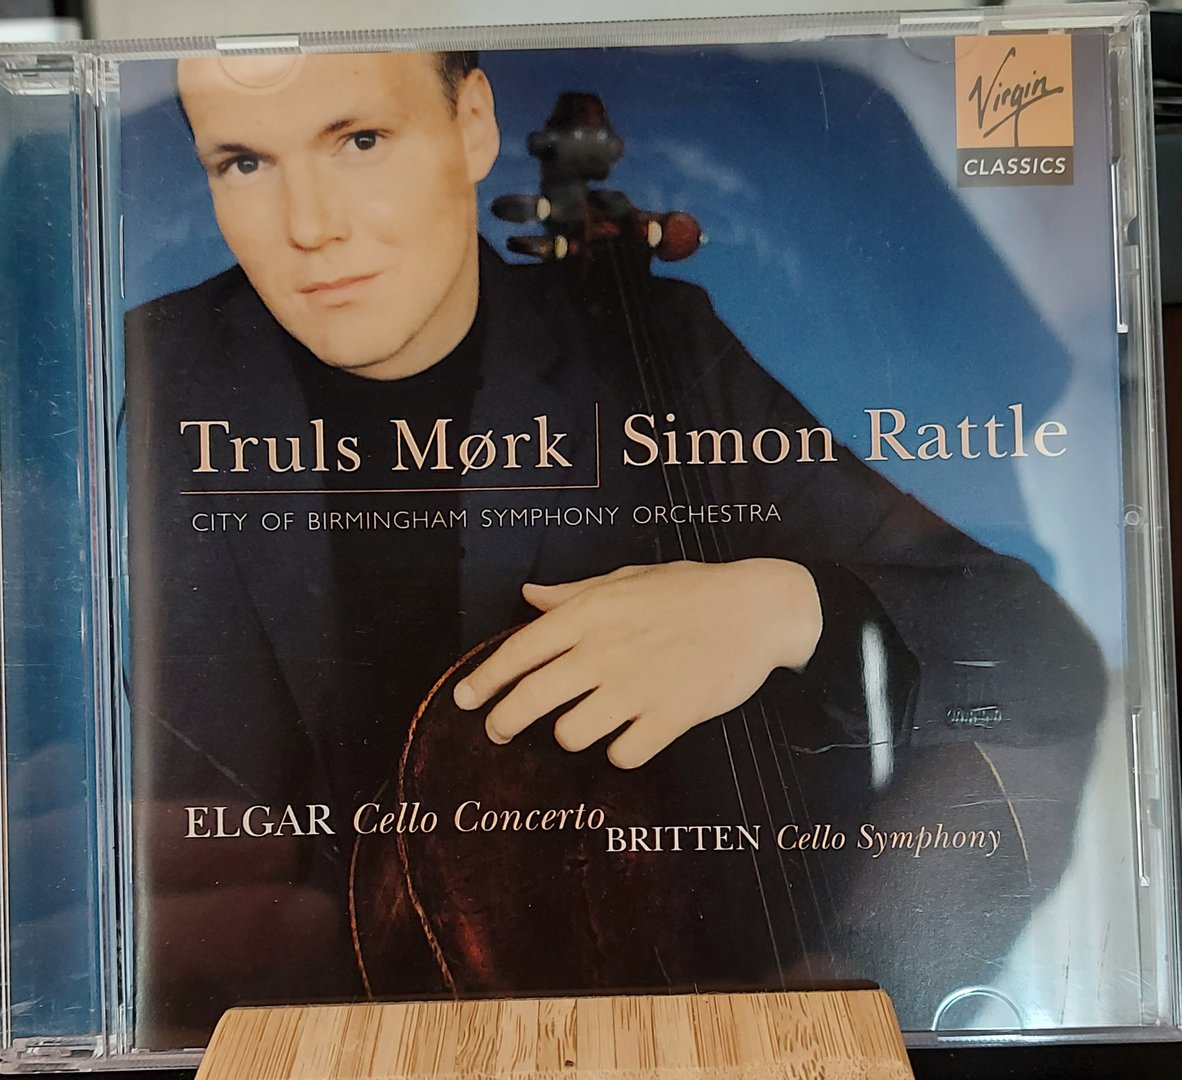 Virgin
CLASSICS
Truls Mørk | Simon Rattle
CITY OF BIRMINGHAM SYMPHONY ORCHESTRA
ELGAR Cello Concerto
BRITTEN Cello Symphony